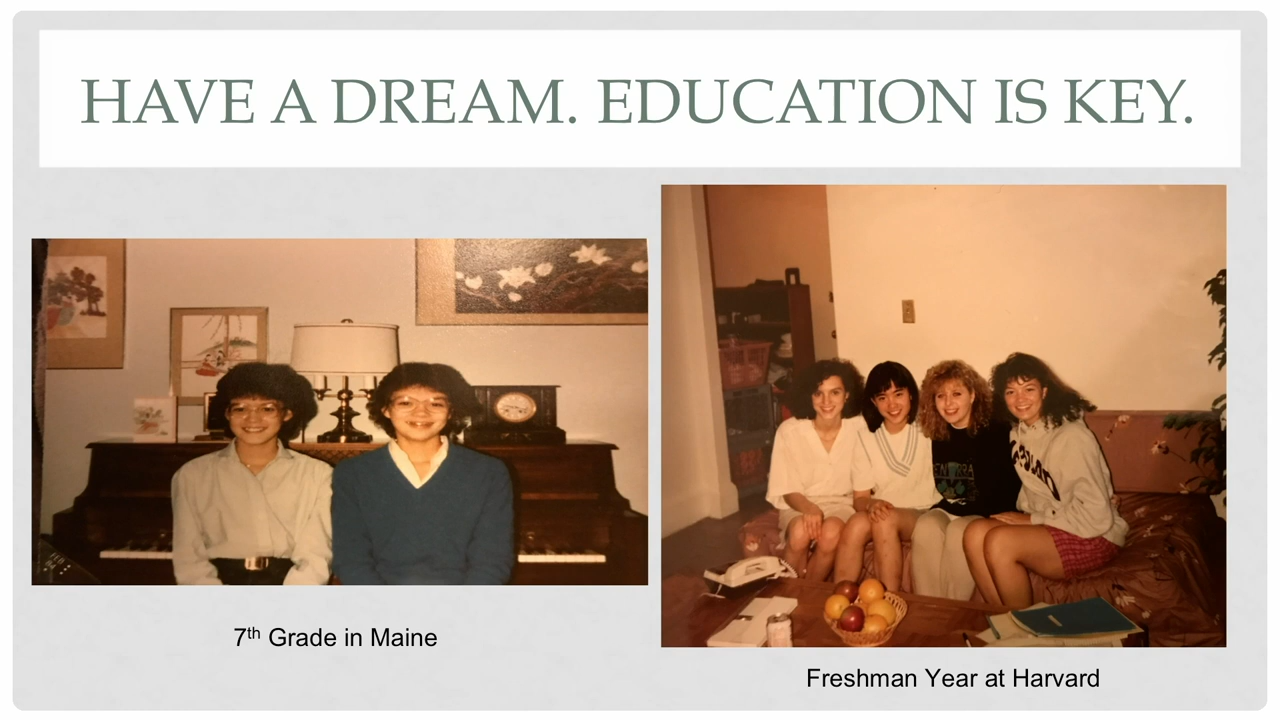 HAVE A DREAM. EDUCATION IS KEY.
7th Grade in Maine
Freshman Year at Harvard